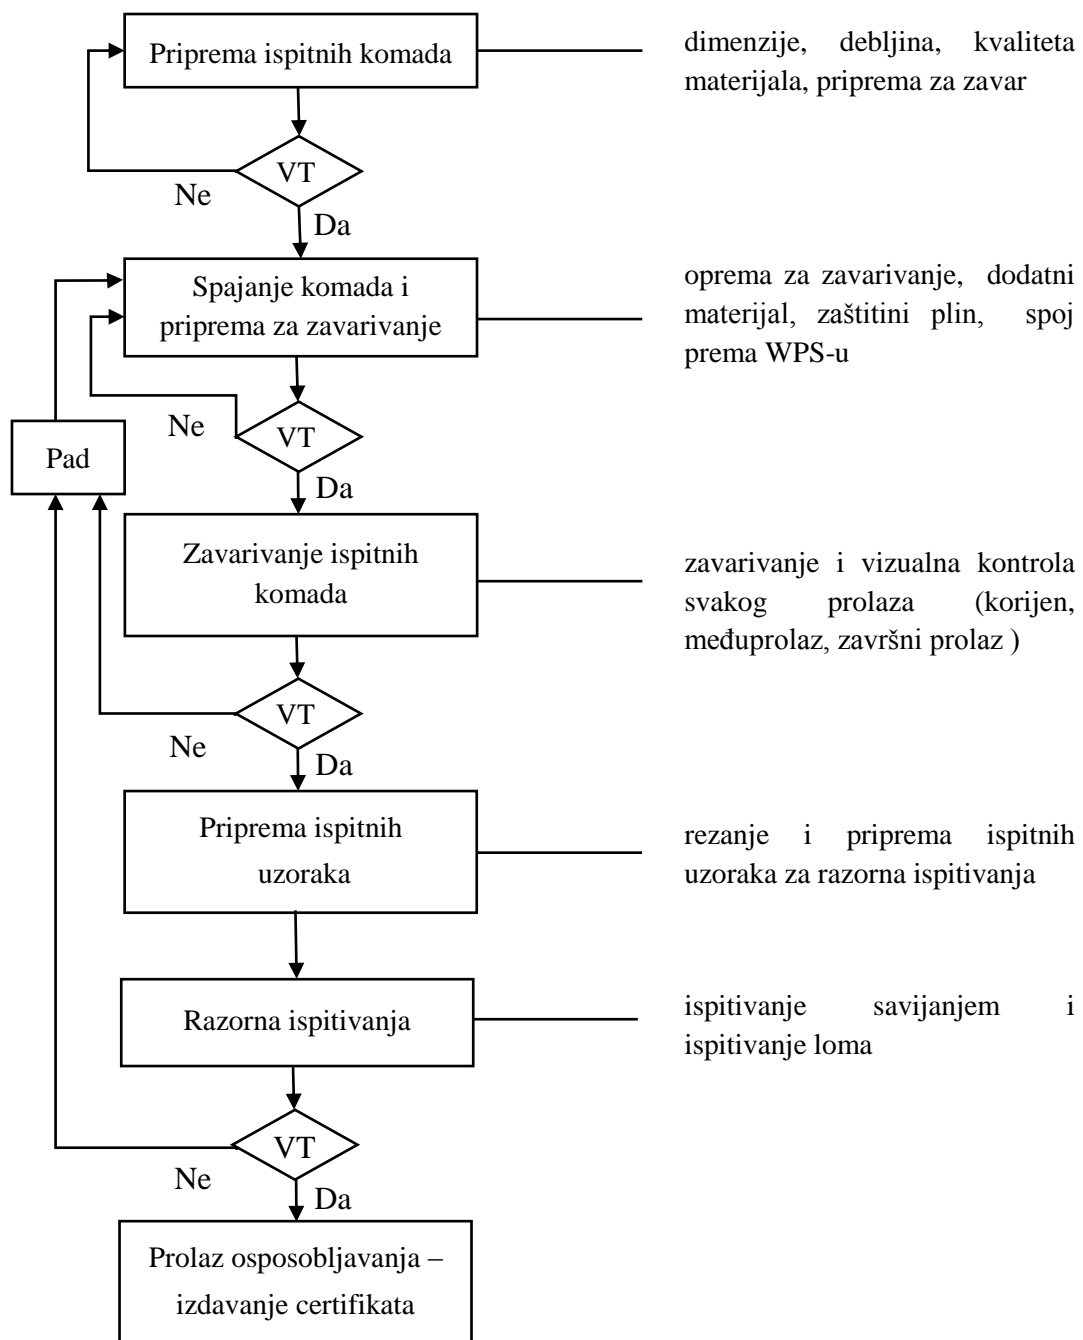 Priprema ispitnih komada
dimenzije, debljina, kvaliteta
materijala, priprema za zavar
VT
Ne
Da
Spajanje komada i
priprema za zavarivanje
oprema za zavarivanje, dodatni
materijal, zaštitini plin, spoj
prema WPS-u
Ne
VT
Pad
Da
Zavarivanje ispitnih
komada
zavarivanje i vizualna kontrola
svakog prolaza (korijen,
međuprolaz, završni prolaz )
VT
Ne
Da
Priprema ispitnih
uzoraka
rezanje i priprema ispitnih
uzoraka za razorna ispitivanja
Razorna ispitivanja
ispitivanje savijanjem i
ispitivanje loma
VT
Ne
Da
Prolaz osposobljavanja –
izdavanje certifikata